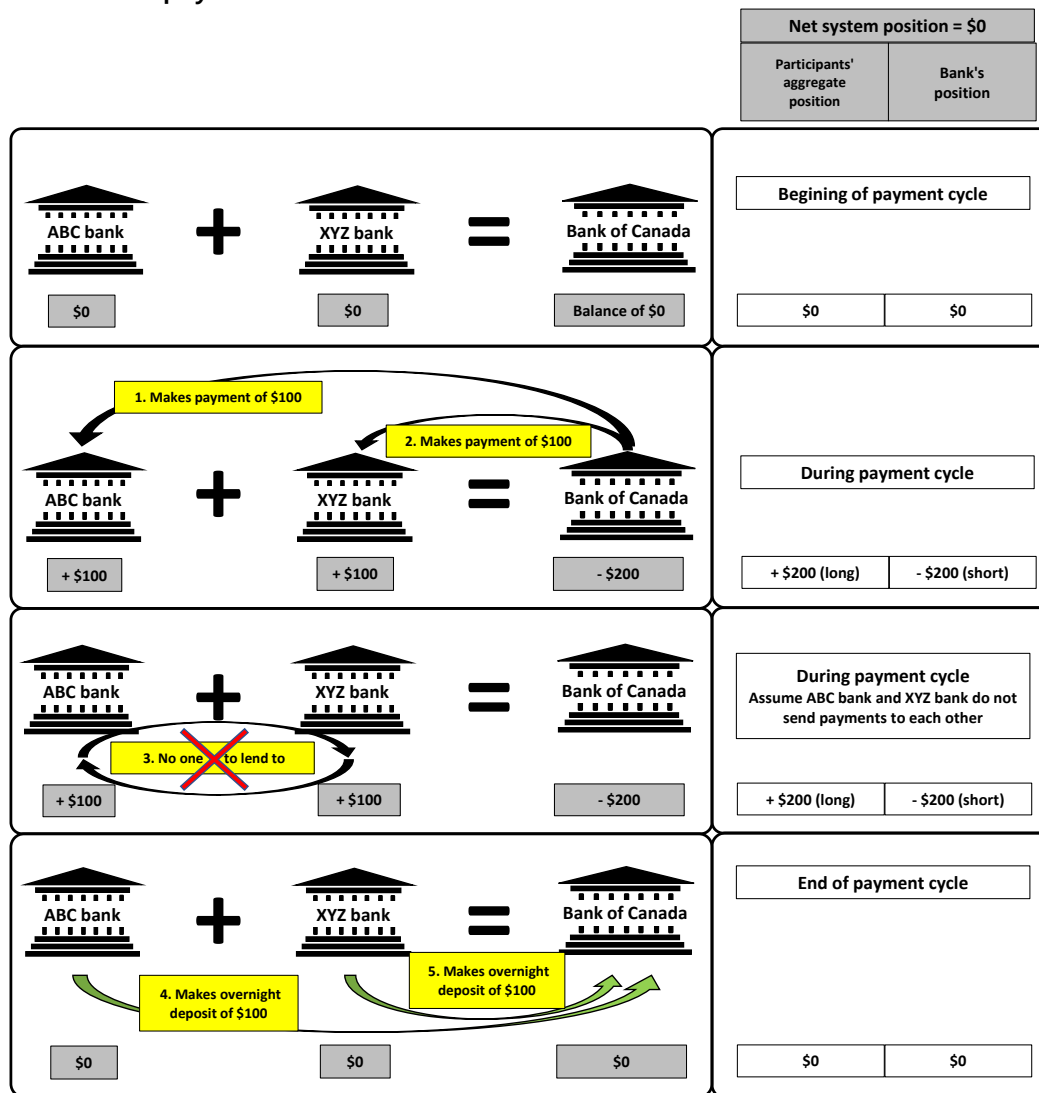 Net system position = $0
Participants'
aggregate
position
Bank's
position
ABC bank
XYZ bank
Bank of Canada
$0
$0
Balance of $0
Begining of payment cycle
$0
$0
1. Makes payment of $100
2. Makes payment of $100
ABC bank
XYZ bank
Bank of Canada
+ $100
+ $100
- $200
During payment cycle
+ $200 (long)
- $200 (short)
ABC bank
XYZ bank
Bank of Canada
3. No one to lend to
+ $100
+ $100
- $200
During payment cycle
Assume ABC bank and XYZ bank do not
send payments to each other
+ $200 (long)
- $200 (short)
ABC bank
XYZ bank
Bank of Canada
4. Makes overnight
deposit of $100
5. Makes overnight
deposit of $100
$0
$0
$0
End of payment cycle
$0
$0